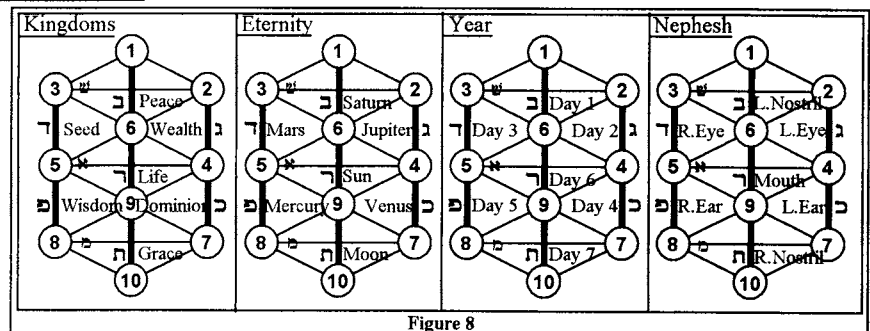 Kingdoms
1
3 ש 2
ב Peace
ד Seed 6 Wealth ג
5 א 4
ר Life
פ Wisdom 9 Dominion כ
8 מ 7
ת Grace
10
Eternity
1
3 ש 2
ב Saturn
ד Mars 6 Jupiter ג
5 א 4
ר Sun
פ Mercury 9 Venus כ
8 מ 7
ת Moon
10
Year
1
3 ש 2
ב Day 1
ד Day 3 6 Day 2 ג
5 א 4
ר Day 6
פ Day 5 9 Day 4 כ
8 מ 7
ת Day 7
10
Nephesh
1
3 ש 2
ב L.Nostril
ד R.Eye 6 L.Eye ג
5 א 4
ר Mouth
פ R.Ear 9 L.Ear כ
8 מ 7
ת R.Nostril
10
Figure 8